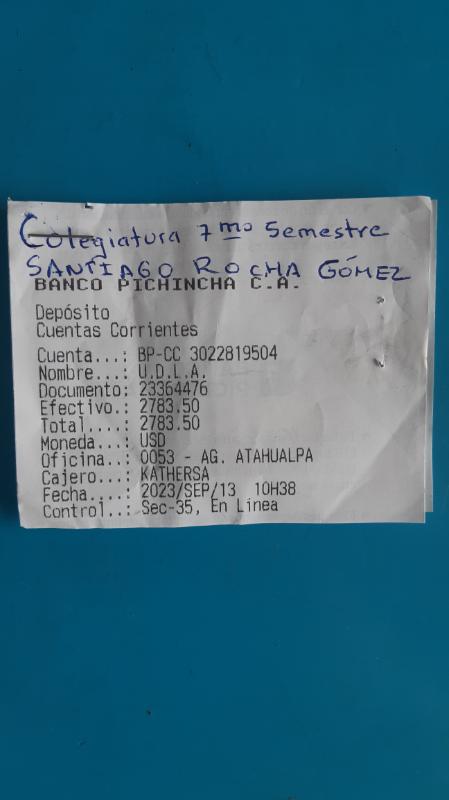 Colegiatura 7mo Semestre
SANTIAGO ROCHA GÓMEZ
BANCO PICHINCHA C.A.
Depósito
Cuentas Corrientes
Cuenta...: BP-CC 3022819504
Nombre...: U.D.L.A.
Documento: 23364476
Efectivo.: 2783.50
Total....: 2783.50
Moneda...: USD
Oficina..: 0053 - AG. ATAHUALPA
Cajero...: KATHERSA
Fecha....: 2023/SEP/13 10H38
Control..: Sec-35, En Línea